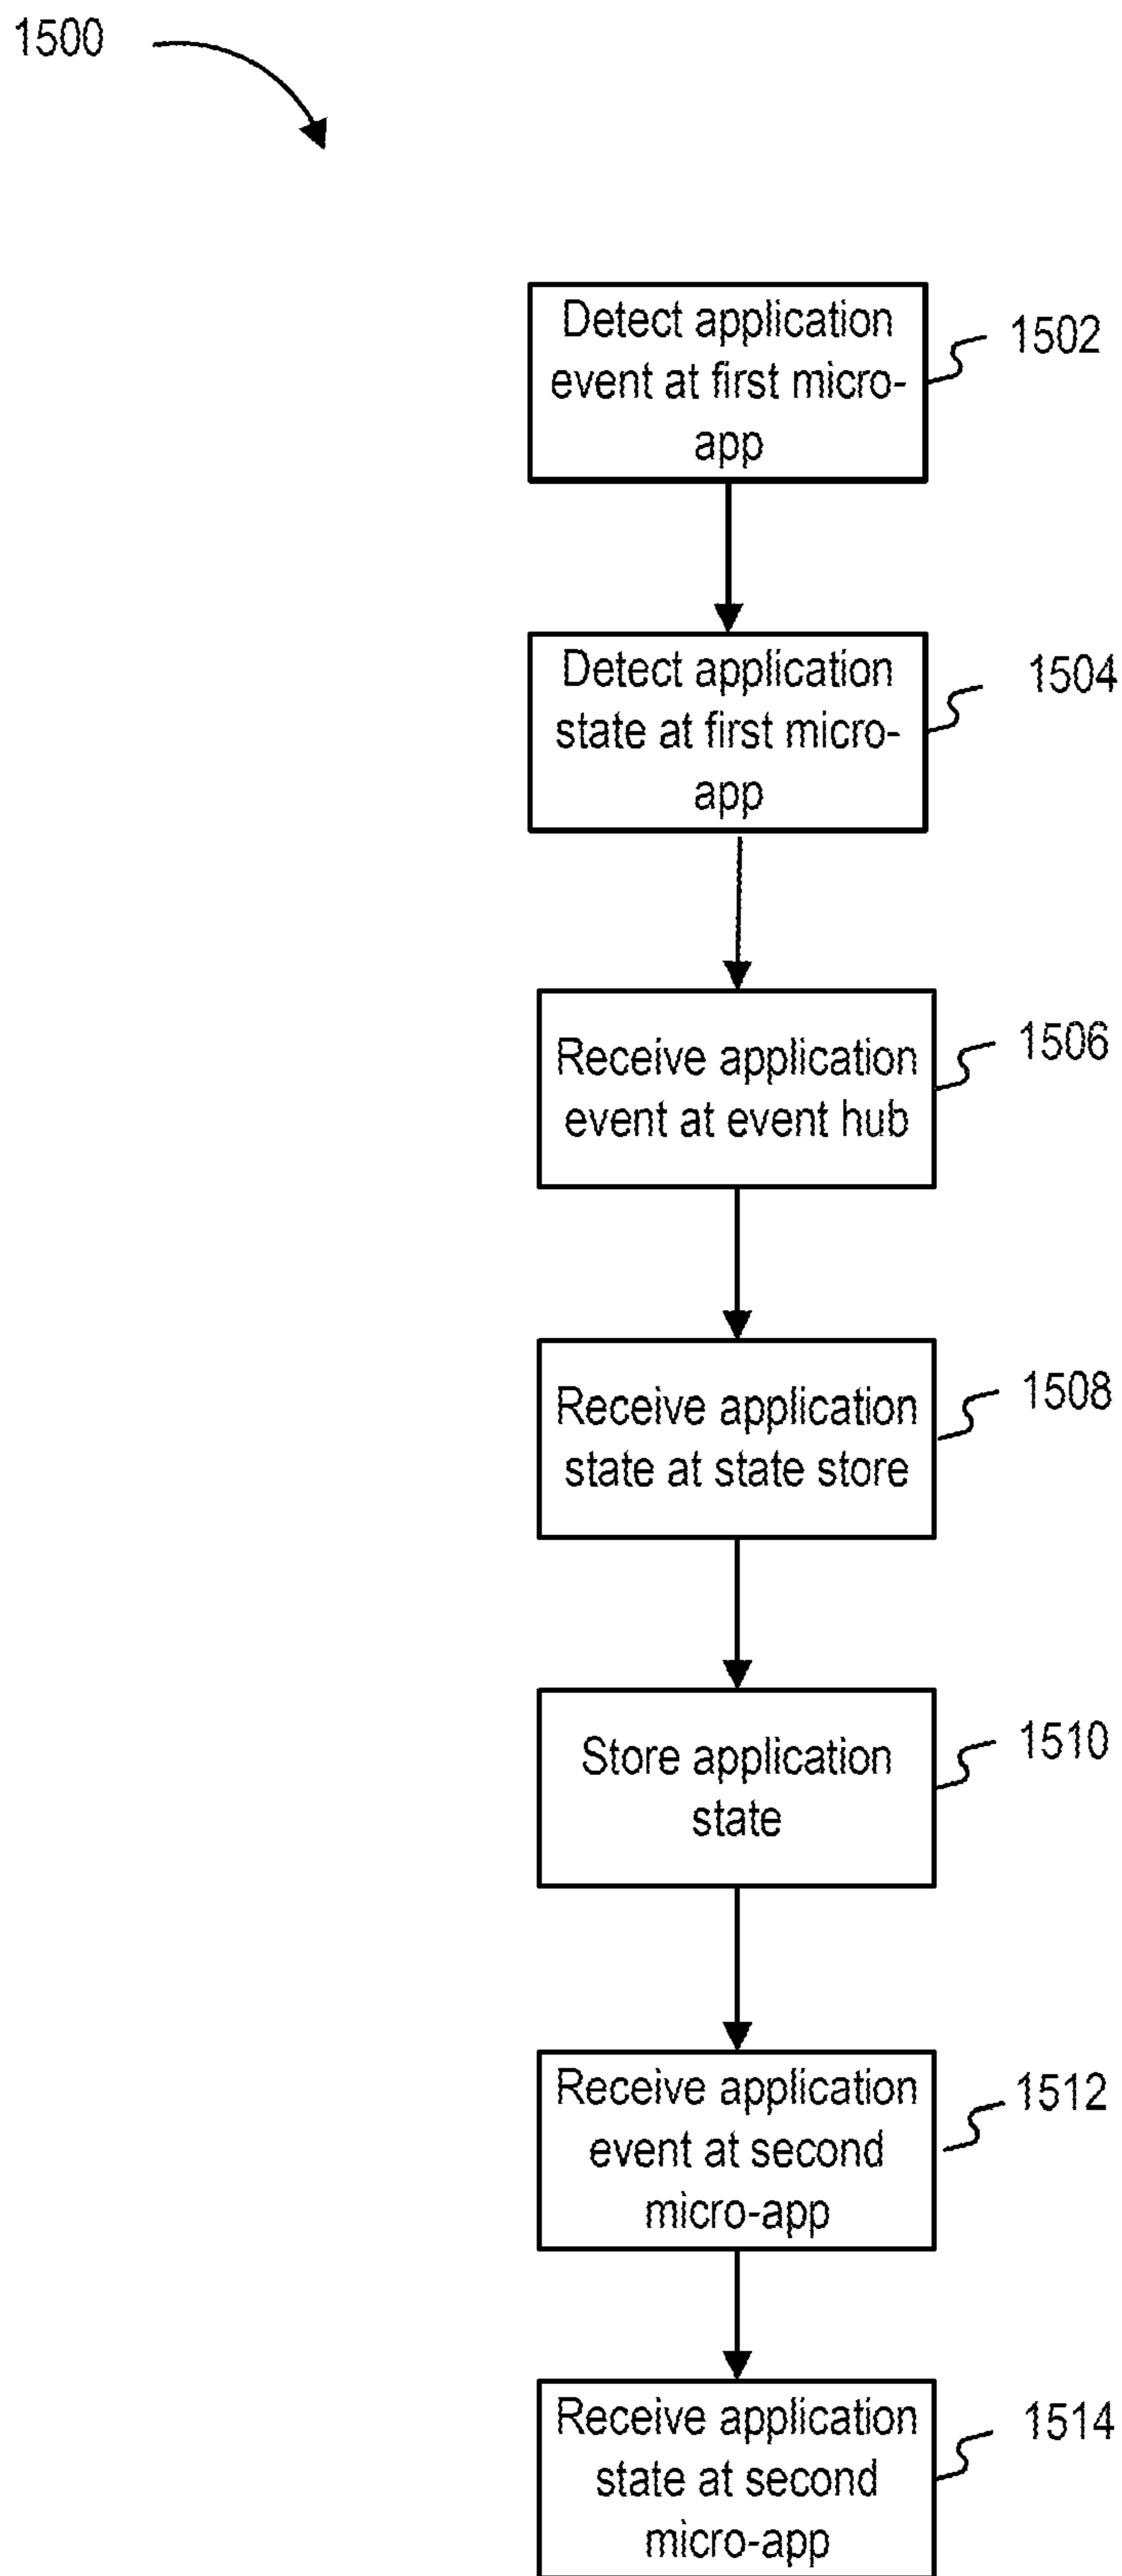 1500
Detect application
event at first micro-
app
1502
Detect application
state at first micro-
app
1504
Receive application
event at event hub
1506
Receive application
state at state store
1508
Store application
state
1510
Receive application
event at second
micro-app
1512
Receive application
state at second
micro-app
1514